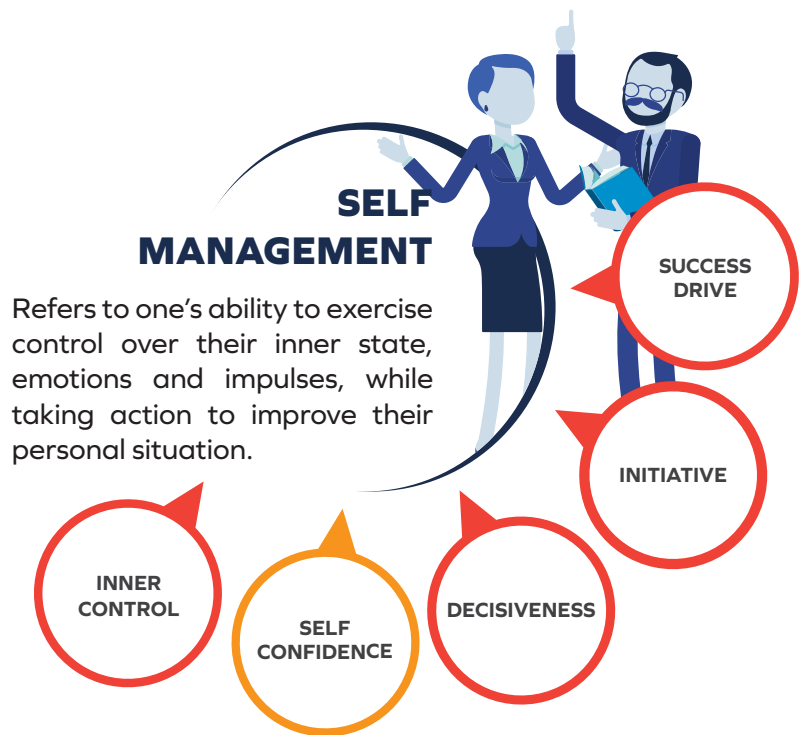 SELF
MANAGEMENT
Refers to one’s ability to exercise
control over their inner state,
emotions and impulses, while
taking action to improve their
personal situation.
SUCCESS
DRIVE
INITIATIVE
DECISIVENESS
SELF
CONFIDENCE
INNER
CONTROL